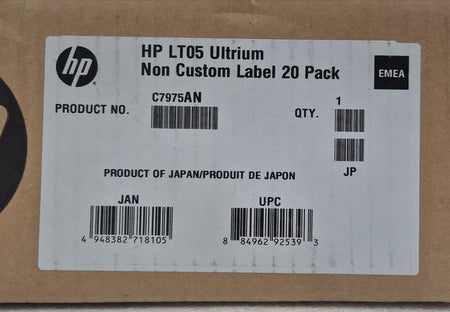 hp
HP LT05 Ultrium
Non Custom Label 20 Pack
EMEA
PRODUCT NO.
C7975AN
QTY.
1
JP
PRODUCT OF JAPAN/PRODUIT DE JAPON
JAN
UPC
4 948382 718105
8 84962 92539 3